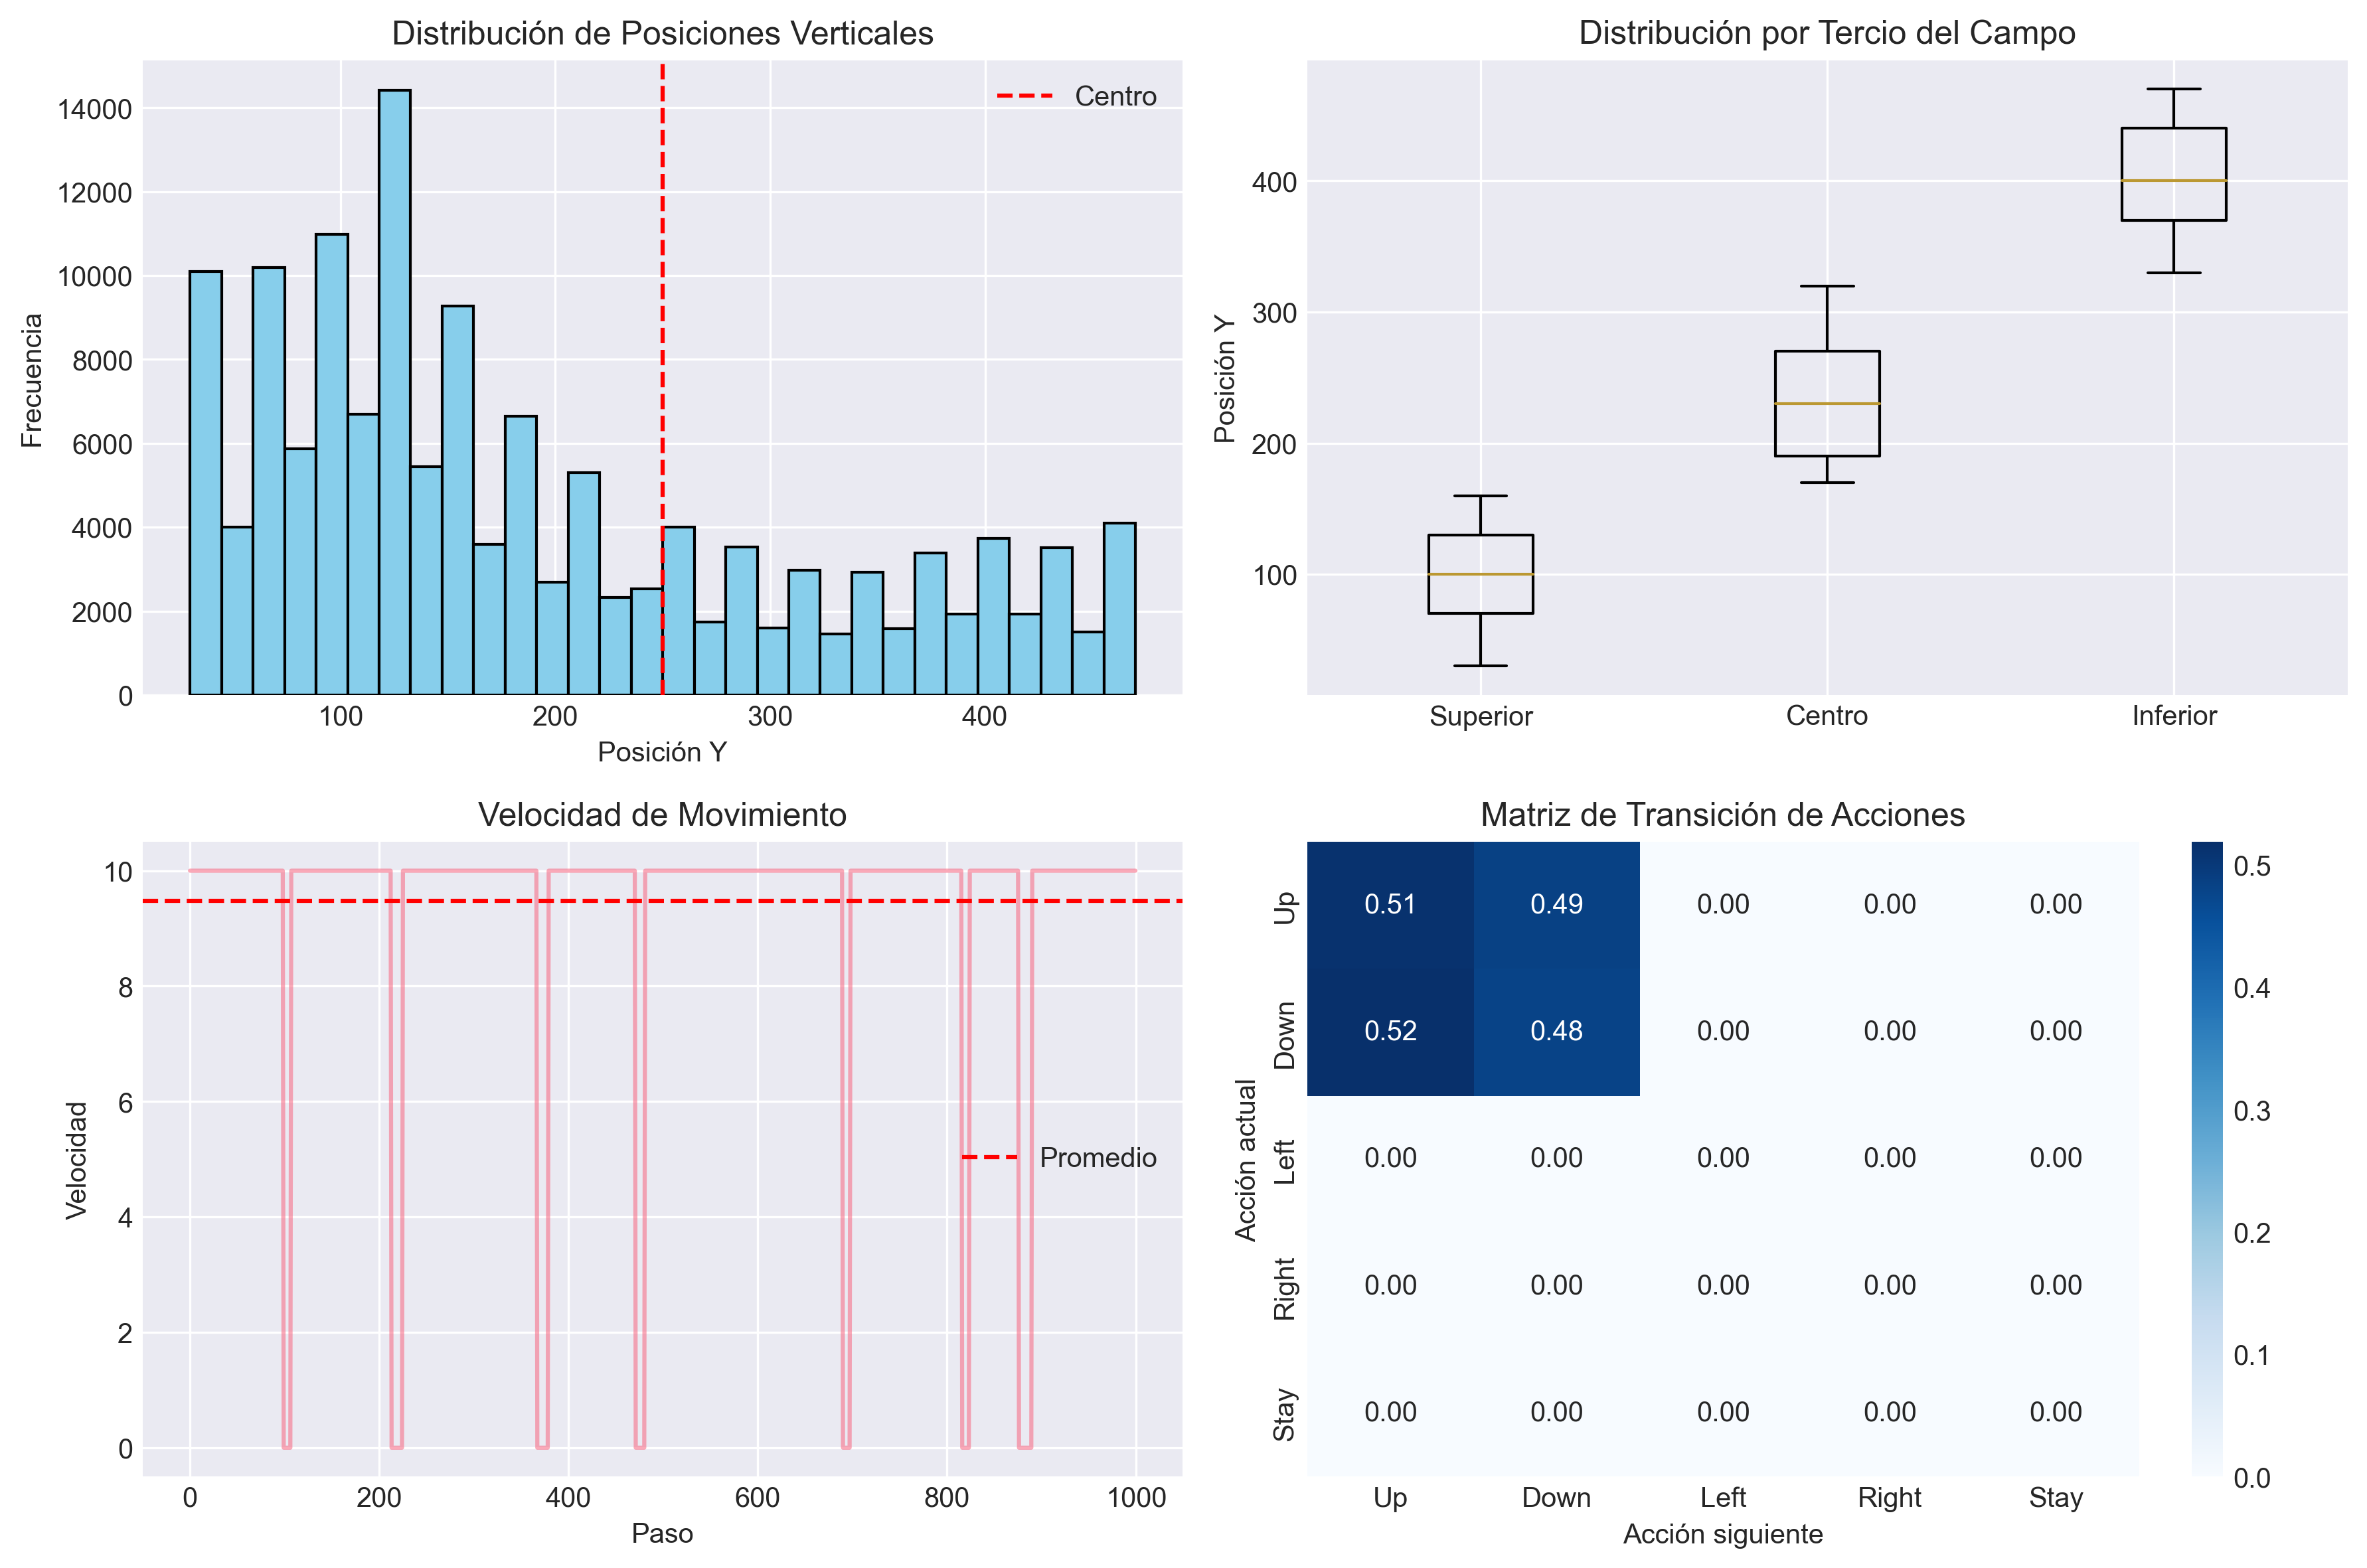 Distribución de Posiciones Verticales
Centro
14000
12000
10000
8000
6000
4000
2000
0
Frecuencia
100 200 300 400
Posición Y
Distribución por Tercio del Campo
400
300
200
100
Posición Y
Superior Centro Inferior
Velocidad de Movimiento
10
8
6
4
2
0
Velocidad
Promedio
0 200 400 600 800 1000
Paso
Matriz de Transición de Acciones
Acción actual
Up 0.51 0.49 0.00 0.00 0.00
Down 0.52 0.48 0.00 0.00 0.00
Left 0.00 0.00 0.00 0.00 0.00
Right 0.00 0.00 0.00 0.00 0.00
Stay 0.00 0.00 0.00 0.00 0.00
Up Down Left Right Stay
Acción siguiente
0.5
0.4
0.3
0.2
0.1
0.0